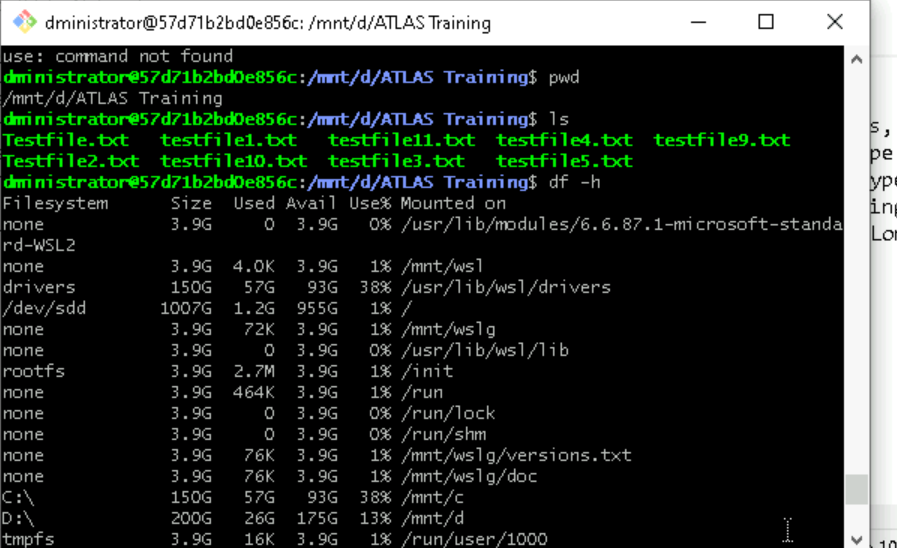 dministrator@57d71b2bd0e856c: /mnt/d/ATLAS Training
use: command not found
dministrator@57d71b2bd0e856c:/mnt/d/ATLAS Training$ pwd
/mnt/d/ATLAS Training
dministrator@57d71b2bd0e856c:/mnt/d/ATLAS Training$ ls
Testfile.txt testfile1.txt testfile11.txt testfile4.txt testfile9.txt
Testfile2.txt testfile10.txt testfile3.txt testfile5.txt
dministrator@57d71b2bd0e856c:/mnt/d/ATLAS Training$ df -h
Filesystem Size Used Avail Use% Mounted on
none 3.9G 0 3.9G 0% /usr/lib/modules/6.6.87.1-microsoft-standa
rd-WSL2
none 3.9G 4.0K 3.9G 1% /mnt/wsl
drivers 150G 57G 93G 38% /usr/lib/wsl/drivers
/dev/sdd 1007G 1.2G 955G 1% /
none 3.9G 72K 3.9G 1% /mnt/wslg
none 3.9G 0 3.9G 0% /usr/lib/wsl/lib
rootfs 3.9G 2.7M 3.9G 1% /init
none 3.9G 464K 3.9G 1% /run
none 3.9G 0 3.9G 0% /run/lock
none 3.9G 0 3.9G 0% /run/shm
none 3.9G 76K 3.9G 1% /mnt/wslg/versions.txt
none 3.9G 76K 3.9G 1% /mnt/wslg/doc
C:\ 150G 57G 93G 38% /mnt/c
D:\ 200G 26G 175G 13% /mnt/d
tmpfs 3.9G 16K 3.9G 1% /run/user/1000